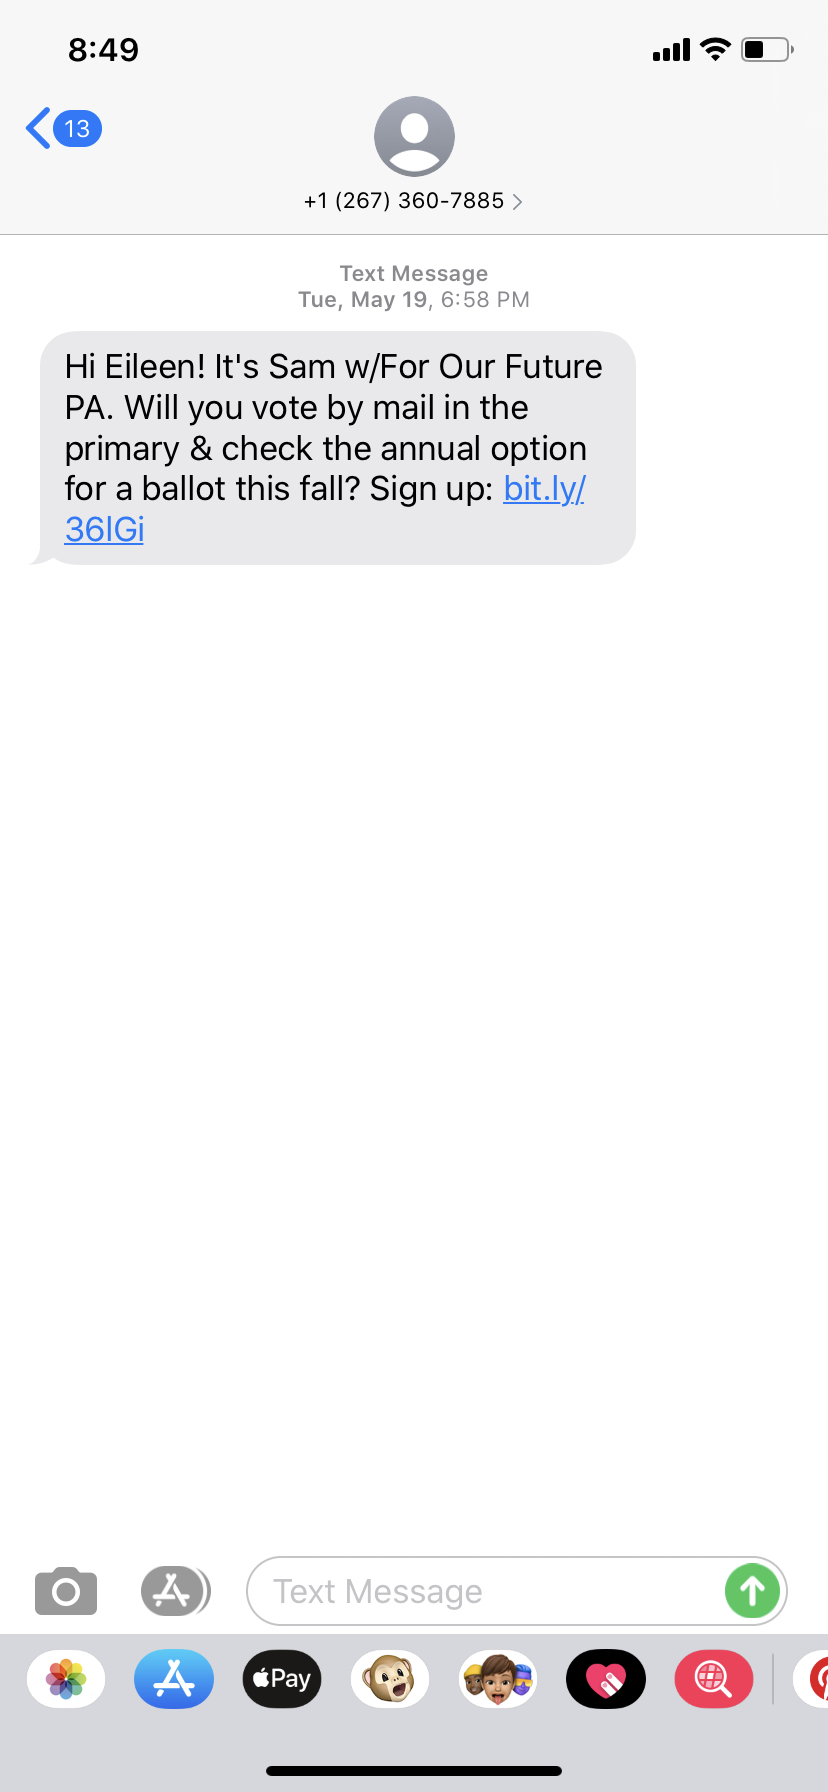 8:49
13
+1 (267) 360-7885
Text Message
Tue, May 19, 6:58 PM
Hi Eileen! It's Sam w/For Our Future
PA. Will you vote by mail in the
primary & check the annual option
for a ballot this fall? Sign up: bit.ly/
36lGi
Text Message
Pay